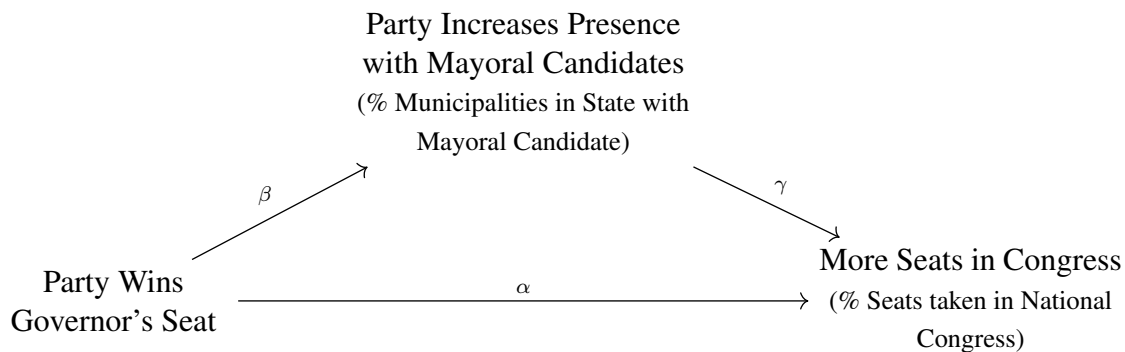 Party Increases Presence
with Mayoral Candidates
(% Municipalities in State with
Mayoral Candidate)
β
γ
Party Wins
Governor's Seat
α
More Seats in Congress
(% Seats taken in National
Congress)